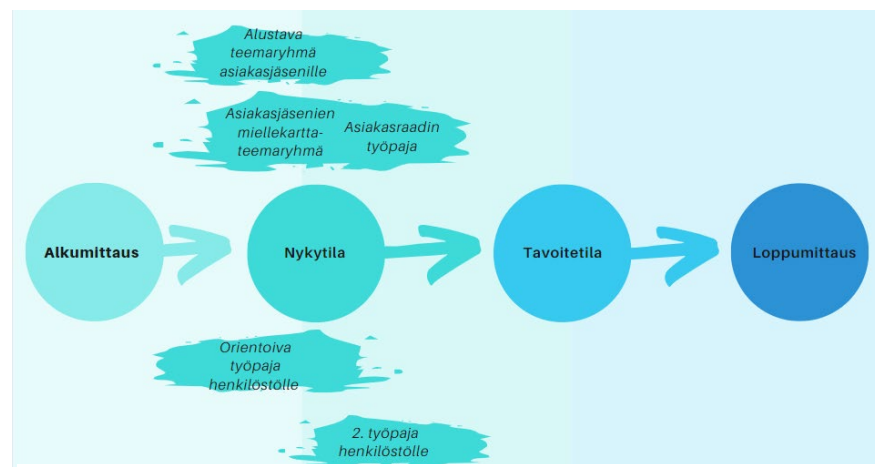 Alustava
teemaryhmä
asiakasjäsenille
Asiakasjäsenien
miellekartta-
teemaryhmä
Asiakasraadin
työpaja
Alkumittaus
Nykytila
Tavoitetila
Loppumittaus
Orientoiva
työpaja
henkilöstölle
2. työpaja
henkilöstölle